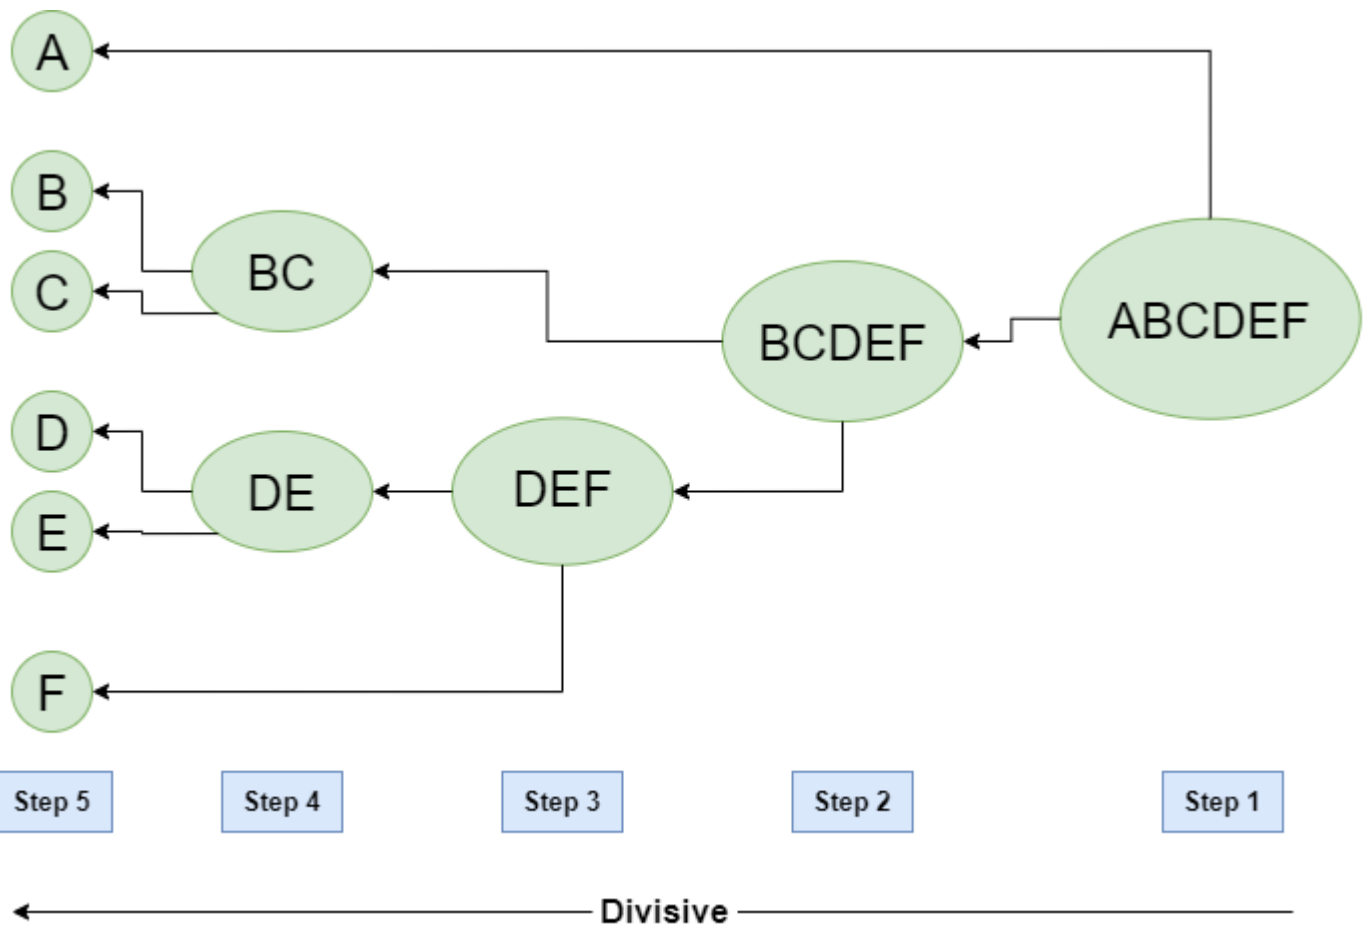 A
B
C
BC
BCDEF
ABCDEF
D
E
DE
DEF
F
Step 5
Step 4
Step 3
Step 2
Step 1
Divisive